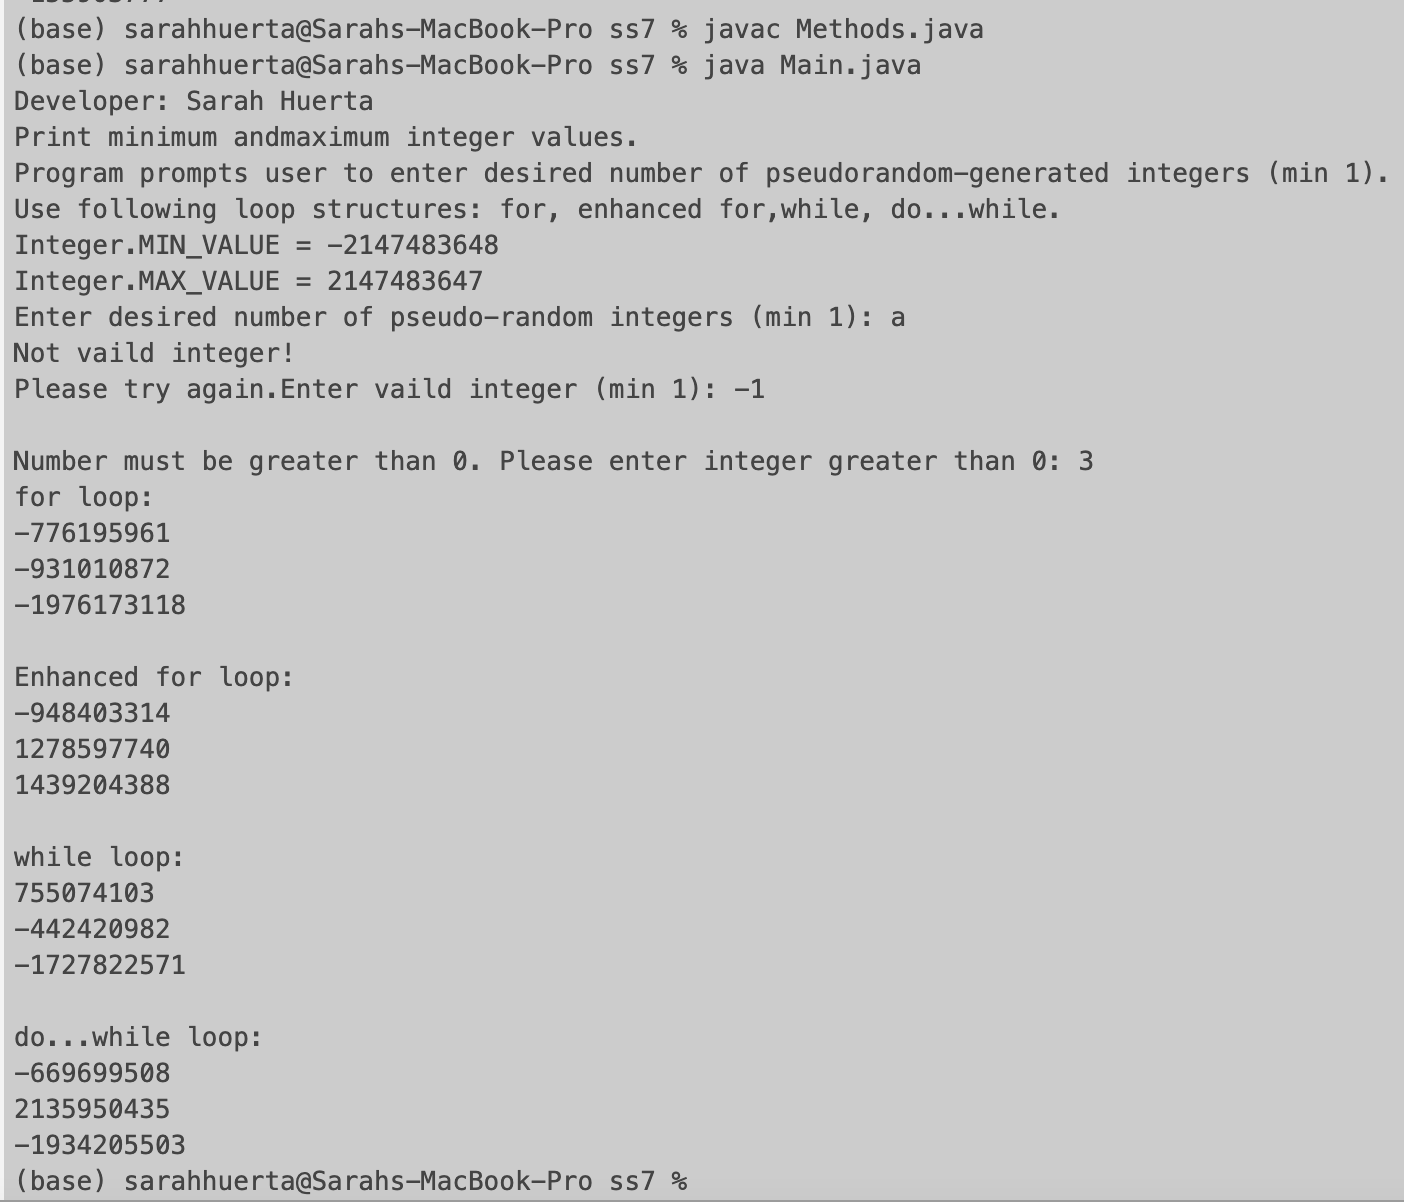 (base) sarahhuerta@Sarahs-MacBook-Pro ss7 % javac Methods.java
(base) sarahhuerta@Sarahs-MacBook-Pro ss7 % java Main.java
Developer: Sarah Huerta
Print minimum andmaximum integer values.
Program prompts user to enter desired number of pseudorandom-generated integers (min 1).
Use following loop structures: for, enhanced for,while, do...while.
Integer.MIN_VALUE = -2147483648
Integer.MAX_VALUE = 2147483647
Enter desired number of pseudo-random integers (min 1): a
Not vaild integer!
Please try again.Enter vaild integer (min 1): -1
Number must be greater than 0. Please enter integer greater than 0: 3
for loop:
-776195961
-931010872
-1976173118
Enhanced for loop:
-948403314
1278597740
1439204388
while loop:
755074103
-442420982
-1727822571
do...while loop:
-669699508
2135950435
-1934205503
(base) sarahhuerta@Sarahs-MacBook-Pro ss7 %